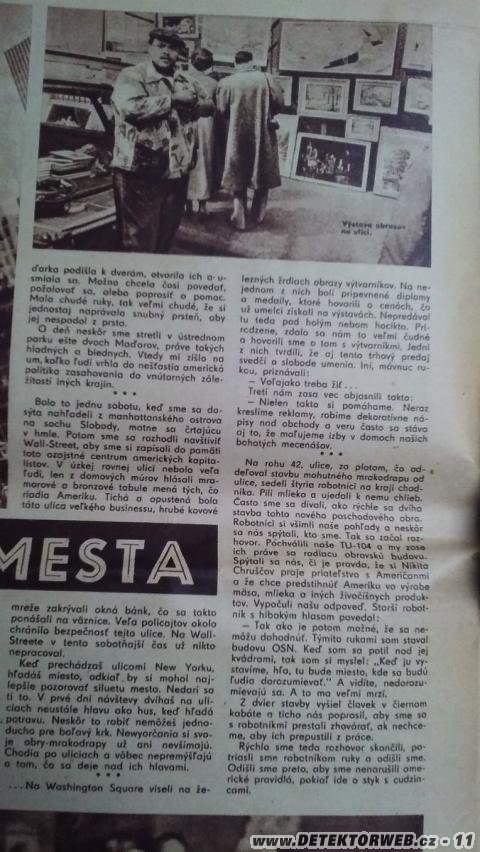 Výstava obrazov
na ulici.
ďarka podišla k dverám, otvorila ich a u-
smiala sa. Možno chcela čosi povedať,
požalovať sa, alebo poprosiť o pomoc.
Mala chudé ruky, tak veľmi chudé, že si
jednostaj naprávala snubný prsteň, aby
jej nespadol z prsta.
O deň neskôr sme stretli v ústrednom
parku ešte dvoch Maďarov, práve takých
hladných a biednych. Vtedy mi zišlo na
um, koľko ľudí vrhla do nešťastia americká
politika zasahovania do vnútorných zále-
žitostí iných krajín.
* * *
Bolo to jednu sobotu, keď sme sa do-
sýta nahľadeli z manhattonského ostrova
na sochu Slobody, matne sa črtajúcu
v hmle. Potom sme sa rozhodli navštíviť
Wall-Street, aby sme si zapísali do pamäti
toto ozajstné centrum amerických kapita-
listov. V úzkej rovnej ulici nebolo veľa
ľudí, len z domových múrov hlásali mra-
morové a bronzové tabule mená tých, čo
riadia Ameriku. Tichá a opustená bola
táto ulica veľkého businessu, hrubé kovové
MESTA
mreže zakrývali okná bánk, čo sa takto
ponášali na väznice. Veľa policajtov okolo
chránilo bezpečnosť tejto ulice. Na Wall-
Streete v tento sobotňajší čas už nikto
nepracoval.
Keď prechádzaš ulicami New Yorku,
hľadáš miesto, odkiaľ by si mohol naj-
lepšie pozorovať siluetu mesta. Nedarí sa
ti to. V prvé dni návštevy dvíhaš na uli-
ciach neustále hlavu ako hus, keď hľadá
potravu. Neskôr to robiť nemôžeš jedno-
ducho pre boľavý krk. Newyorčania si svo-
je obry-mrakodrapy už ani nevšímajú.
Chodia po uliciach a vôbec nepremýšľajú
o tom, čo sa deje nad ich hlavami.
* * *
...Na Washington Square viseli na že-
lezných žrdiach obrazy výtvarníkov. Na ne-
jednom z nich boli pripevnené diplomy
a medaily, ktoré hovorili o cenách, čo
už umelci získali na výstavách. Nepredával
tu teda pod holým nebom hocikto. Pri-
rodzene, zdalo sa nám to veľmi čudné
a hovorili sme o tom s výtvarníkmi. Jední
z nich tvrdili, že aj tento trhový predaj
svedčí o slobode umenia. Iní, mávnuc ru-
kou, priznávali:
— Voľajako treba žiť...
Tretí nám zasa vec objasnili takto:
— Nielen takto si pomáhame. Neraz
kreslíme reklamy, robíme dekoratívne ná-
pisy nad obchody a veru často sa stáva
aj to, že maľujeme izby v domoch našich
bohatých mecenášov.
* * *
Na rohu 42. ulice, za plotom, čo od-
deľoval stavbu mohutného mrakodrapu od
ulice, sedeli štyria robotníci na kraji chod-
níka. Pili mlieko a ujedali k nemu chlieb.
Často sme sa dívali, ako rýchle sa dvíha
stavba tohto nového poschodového obra.
Robotníci si všimli naše pohľady a neskôr
sa nás spýtali, kto sme. Tak sa začal roz-
hovor. Pochválili naše TU-104 a my zase
ich práve sa rodiacu obrovskú budovu.
Spýtali sa nás, či je pravda, že si Nikita
Chruščov praje priateľstvo s Američanmi
a že chce predstihnúť Ameriku vo výrobe
mäsa, mlieka a iných živočíšnych produk-
tov. Vypočuli našu odpoveď. Starší robot-
ník s hlbokým hlasom povedal:
— Tak ako je potom možné, že sa ne-
môžu dohodnúť. Týmito rukami som staval
budovu OSN. Keď som sa potil nad jej
kvádrami, tak som si myslel: „Keď ju vy-
stavíme, hľa, tu bude miesto, kde sa budú
ľudia dorozumievať." A vidíte, nedorozu-
mievajú sa. A to ma veľmi mrzí.
Z dvier stavby vyšiel človek v čiernom
kabáte a ticho nás poprosil, aby sme sa
s robotníkmi prestali zhovárať, ak nechce-
me, aby ich prepustili z práce.
Rýchlo sme teda rozhovor skončili, po-
triasli sme robotníkom ruky a odišli sme.
Odišli sme preto, aby sme nenarušili ame-
rické pravidlá, pokiaľ ide o styk s cudzin-
cami.
www.DETEKTORWEB.cz - 11